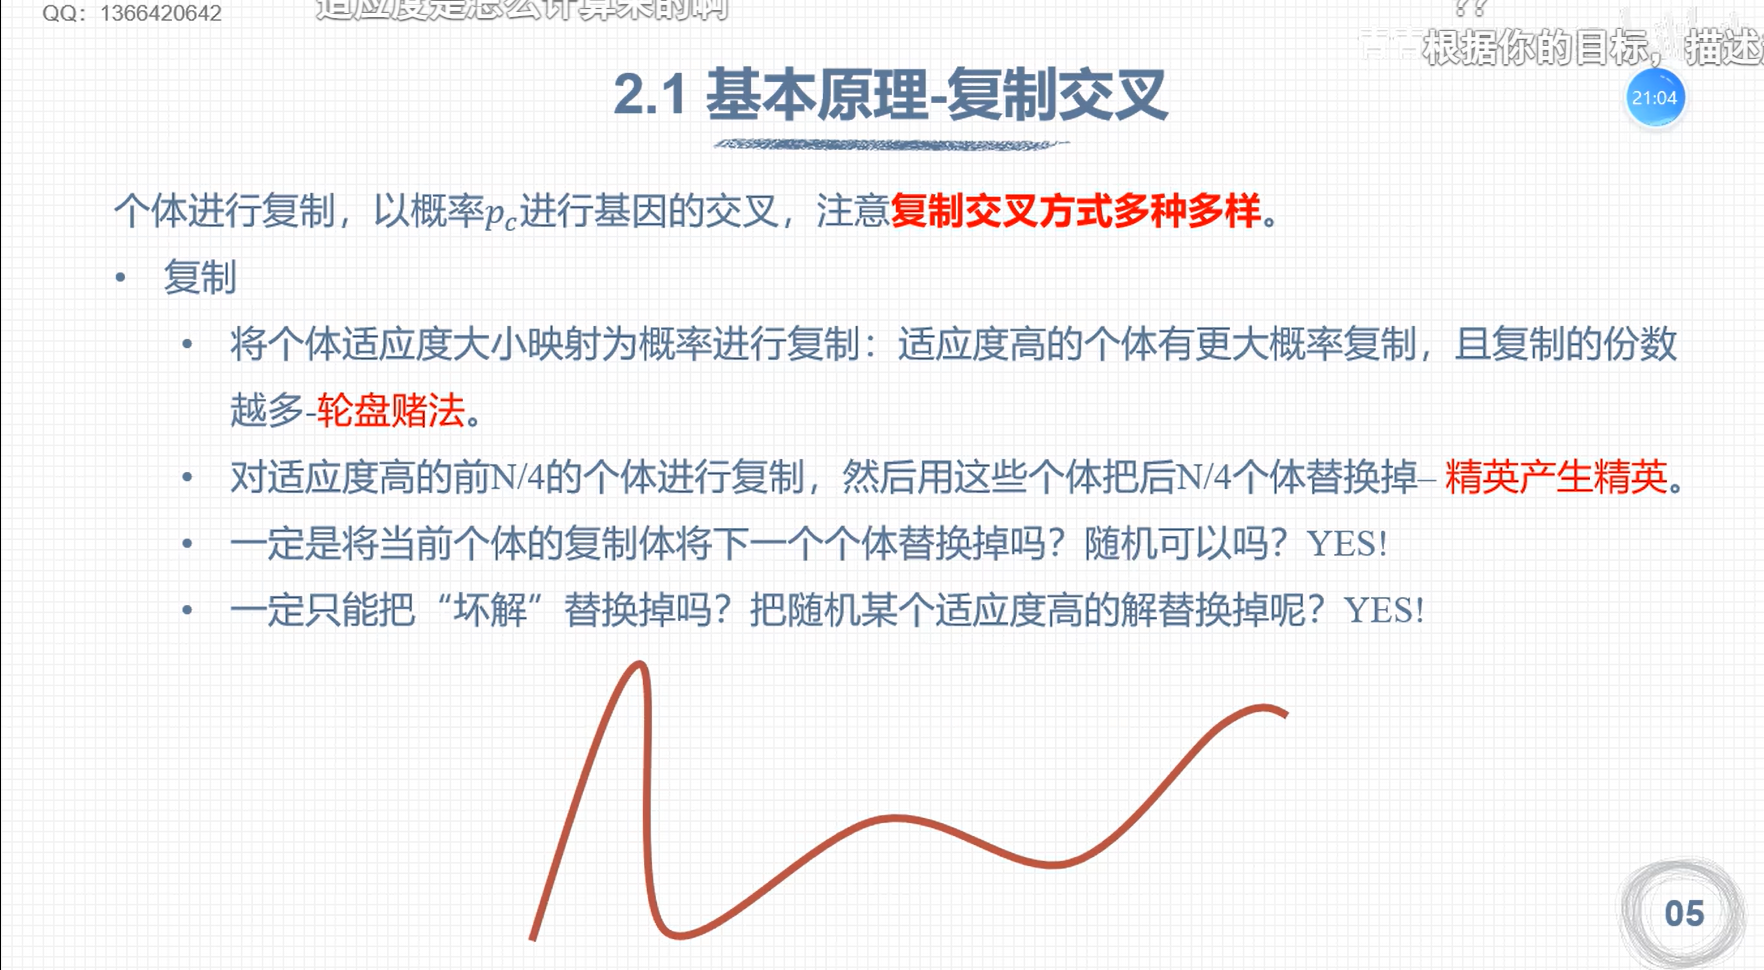 QQ：1366420642
适应度是怎么计算来的啊
??
根据你的目标，描述
2.1 基本原理-复制交叉
21:04
个体进行复制，以概率pc进行基因的交叉，注意复制交叉方式多种多样。
• 复制
• 将个体适应度大小映射为概率进行复制：适应度高的个体有更大概率复制，且复制的份数
越多-轮盘赌法。
• 对适应度高的前N/4的个体进行复制，然后用这些个体把后N/4个体替换掉– 精英产生精英。
• 一定是将当前个体的复制体将下一个个体替换掉吗？随机可以吗？YES!
• 一定只能把“坏解”替换掉吗？把随机某个适应度高的解替换掉呢？YES!
05